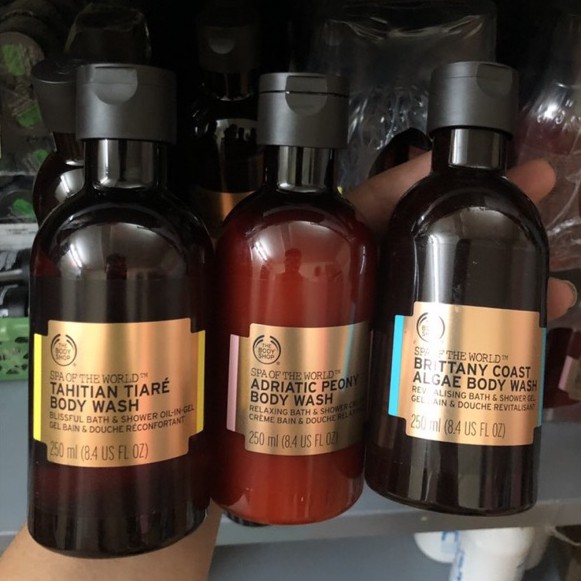 THE
BODY
SHOP
SPA OF THE WORLD™
TAHITIAN TIARÉ
BODY WASH
BLISSFUL BATH & SHOWER OIL-IN-GEL
GEL BAIN & DOUCHE RÉCONFORTANT
250 ml (8.4 US FL OZ)
THE
BODY
SHOP
SPA OF THE WORLD™
ADRIATIC PEONY
BODY WASH
RELAXING BATH & SHOWER
CRÈME BAIN & DOUCHE
250 ml (8.4 US FL OZ)
SPA OF THE WORLD™
BRITTANY COAST
ALGAE BODY WASH
REVITALISING BATH & SHOWER GEL
GEL BAIN & DOUCHE REVITALISANT
250 ml (8.4 US FL OZ)